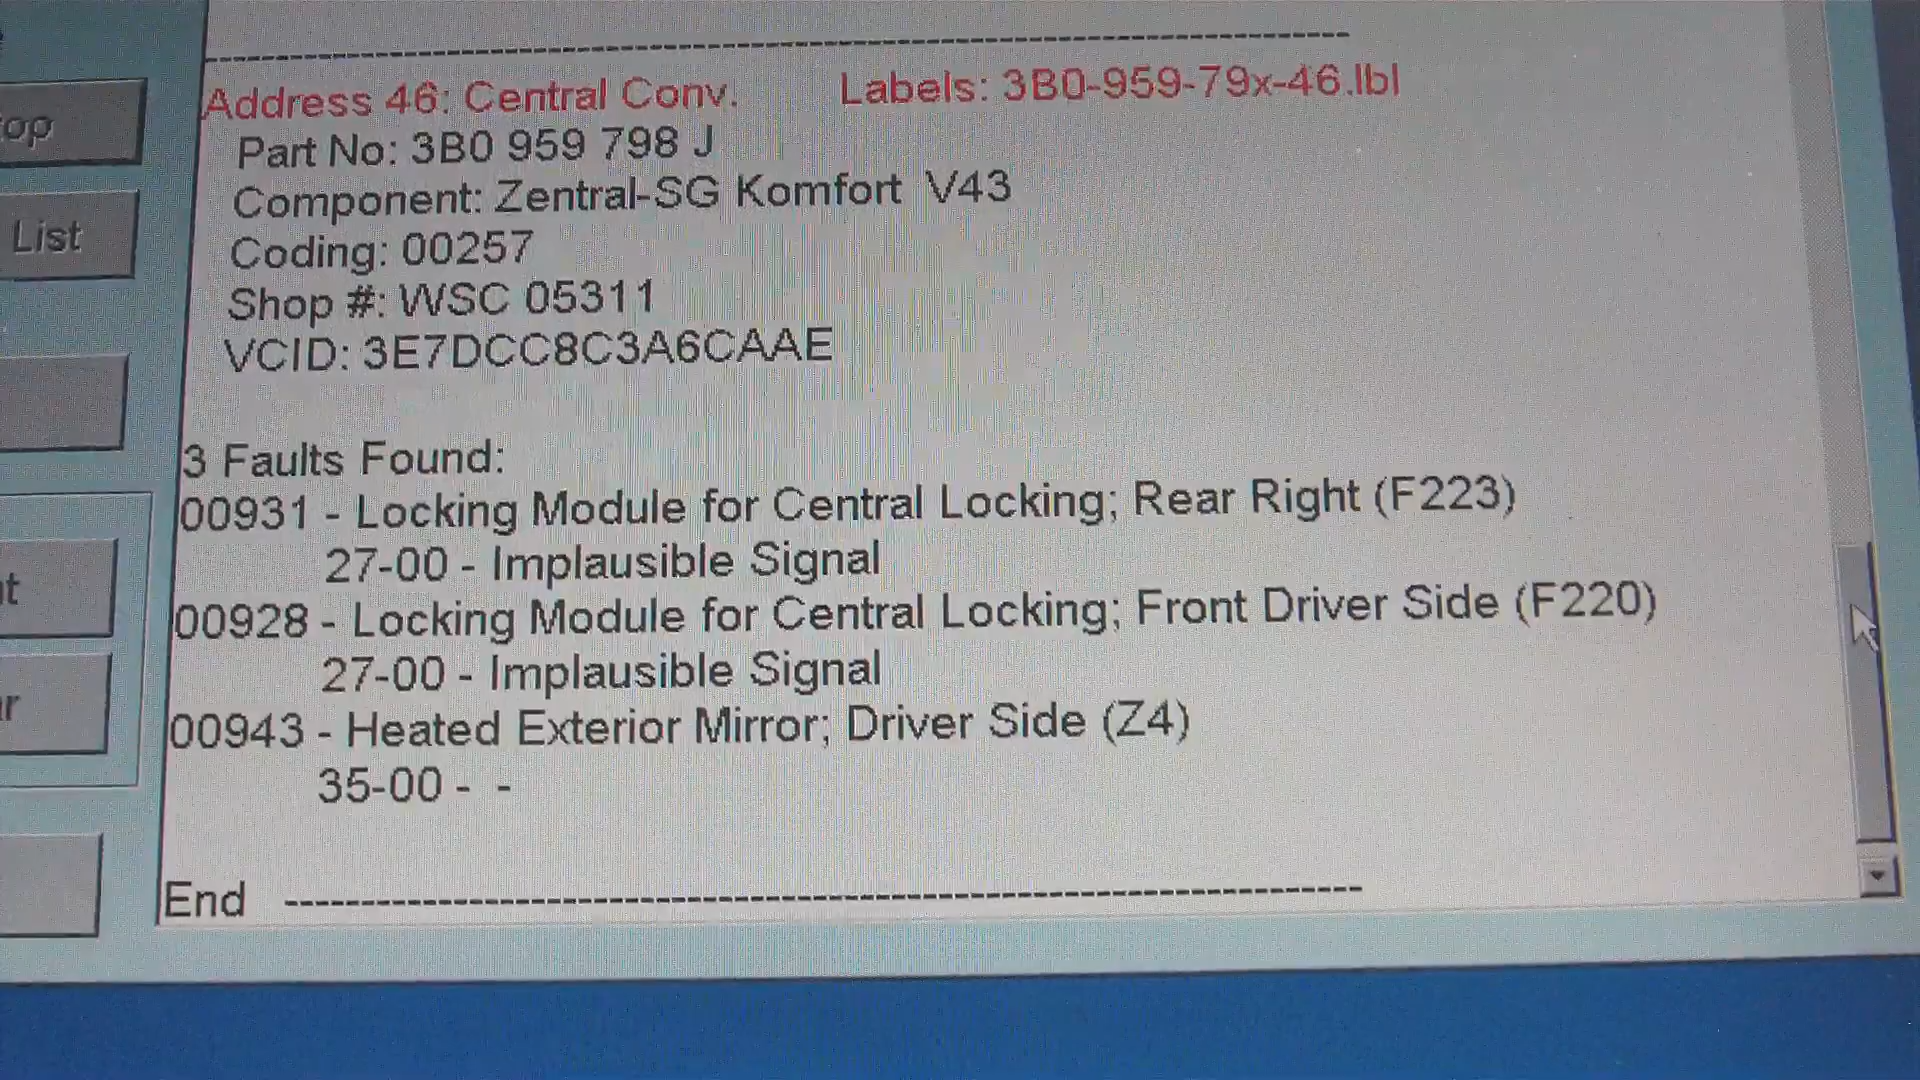 Address 46: Central Conv. Labels: 3B0-959-79x-46.lbl
Part No: 3B0 959 798 J
Component: Zentral-SG Komfort V43
Coding: 00257
Shop #: WSC 05311
VCID: 3E7DCC8C3A6CAAE
3 Faults Found:
00931 - Locking Module for Central Locking; Rear Right (F223)
27-00 - Implausible Signal
00928 - Locking Module for Central Locking; Front Driver Side (F220)
27-00 - Implausible Signal
00943 - Heated Exterior Mirror; Driver Side (Z4)
35-00 - -
End
List